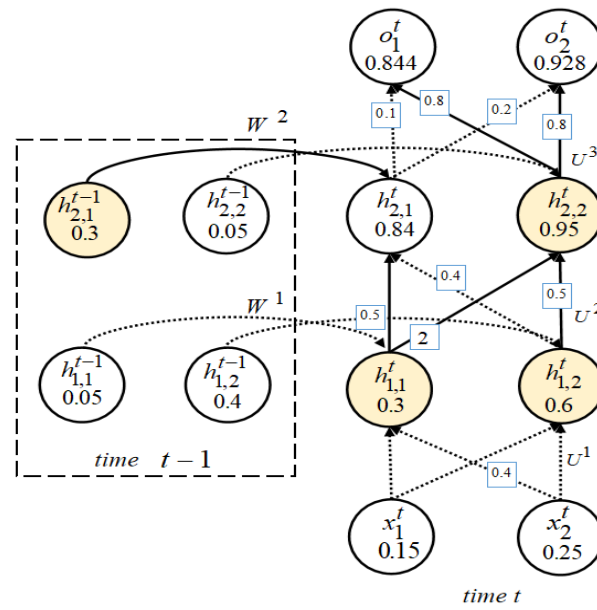 o_1^t o_2^t
0.844 0.928
0.8
0.1 0.2 0.8
W^2
U^3
h_{2,1}^{t-1} h_{2,2}^{t-1} h_{2,1}^t h_{2,2}^t
0.3 0.05 0.84 0.95
0.4
0.5
W^1 0.5 2 U^2
h_{1,1}^{t-1} h_{1,2}^{t-1} h_{1,1}^t h_{1,2}^t
0.05 0.4 0.3 0.6
time t-1
0.4 U^1
x_1^t x_2^t
0.15 0.25
time t